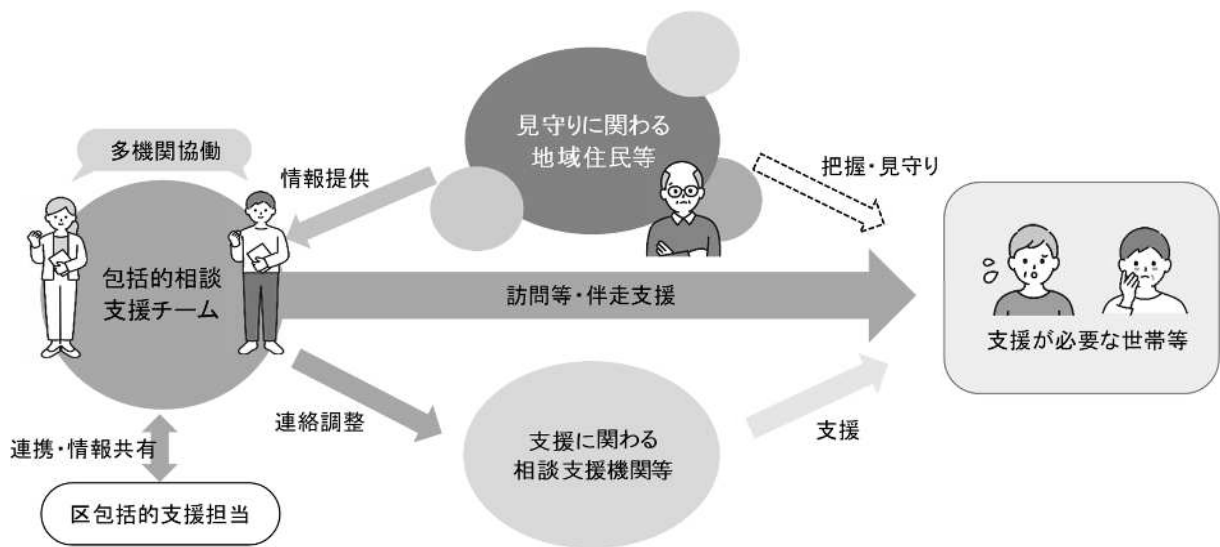 見守りに関わる
地域住民等
多機関協働
情報提供
把握・見守り
包括的相談
支援チーム
訪問等・伴走支援
支援が必要な世帯等
連絡調整
支援に関わる
相談支援機関等
支援
連携・情報共有
区包括的支援担当